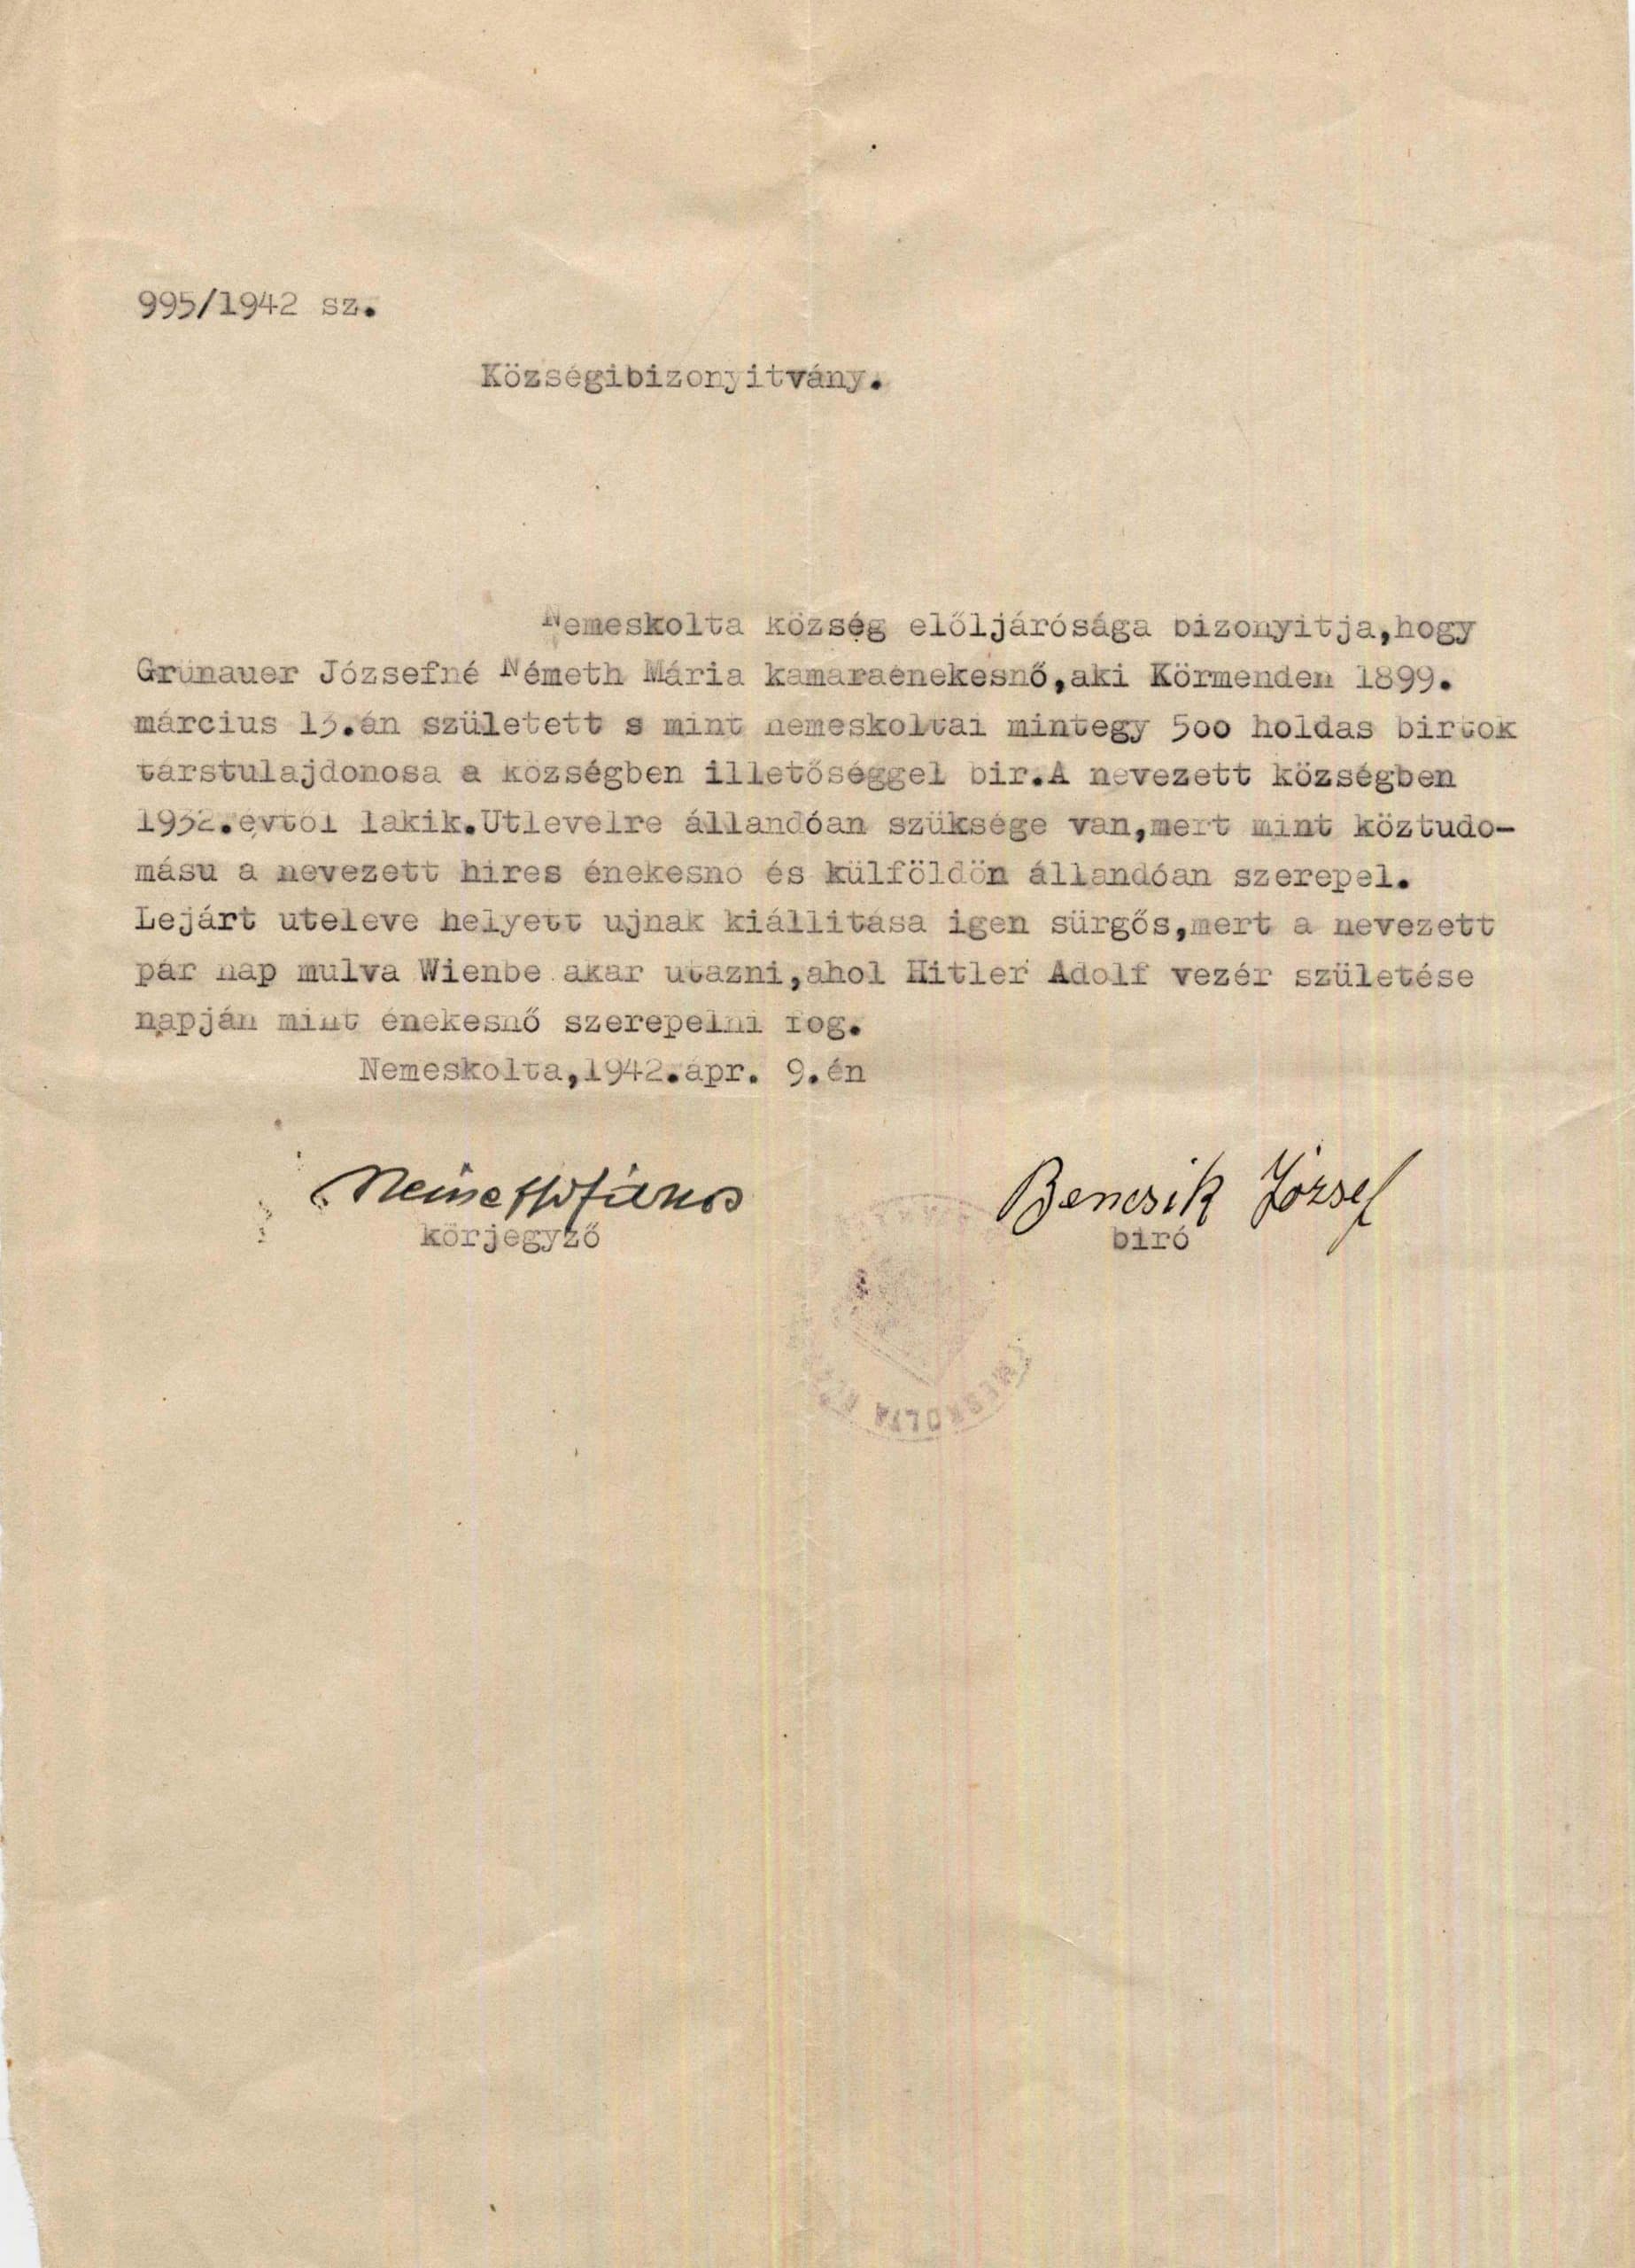 995/1942 sz.
Községibizonyitvány.
Nemeskolta község előljárósága bizonyitja,hogy
Grünauer Józsefné Németh Mária kamaraénekesnő,aki Körmenden 1899.
március 13.án született s mint nemeskoltai mintegy 500 holdas birtok
társtulajdonosa a községben illetőséggel bir.A nevezett községben
1932.évtől lakik.Utlevelre állandóan szüksége van,mert mint köztudo-
másu a nevezett hires énekesnő és külföldön állandóan szerepel.
Lejárt uteleve helyett ujnak kiállitása igen sürgős,mert a nevezett
pár nap mulva Wienbe akar utazni,ahol Hitler Adolf vezér születése
napján mint énekesnő szerepelni fog.
Nemeskolta,1942.ápr. 9.én
Bencsik József
körjegyző
biró